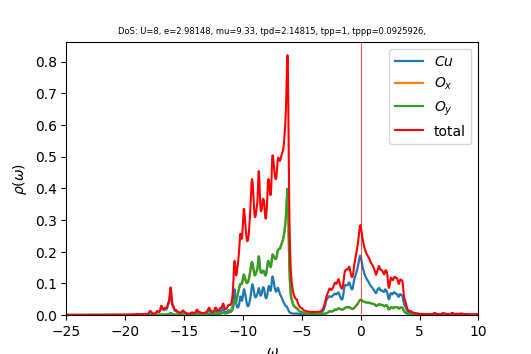 DoS: U=8, e=2.98148, mu=9.33, tpd=2.14815, tpp=1, tppp=0.0925926,
0.8
0.7
0.6
0.5
0.4
0.3
0.2
0.1
0.0
ρ(ω)
Cu
Oₓ
O_y
total
−25 −20 −15 −10 −5 0 5 10
ω